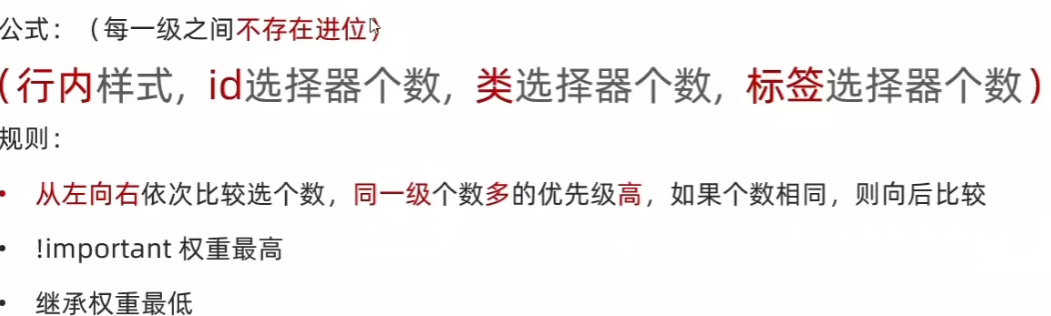 公式：（每一级之间不存在进位）
（行内样式，id选择器个数，类选择器个数，标签选择器个数）
规则：
• 从左向右依次比较选个数，同一级个数多的优先级高，如果个数相同，则向后比较
• !important 权重最高
• 继承权重最低